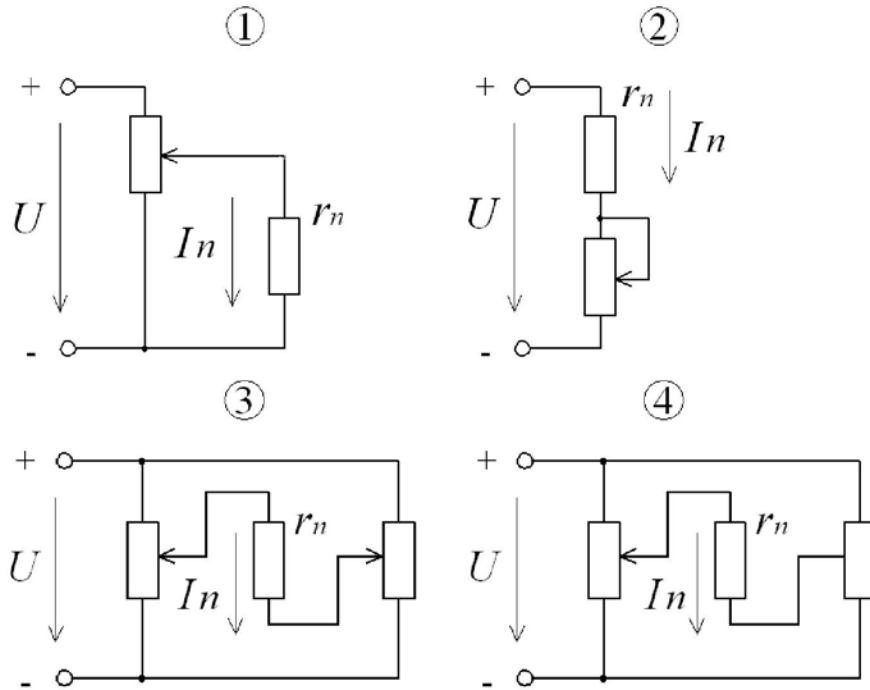 ① ②
+ +
rn
In
U U
In rn
- -
③ ④
+ +
rn rn
U U
In In
- -